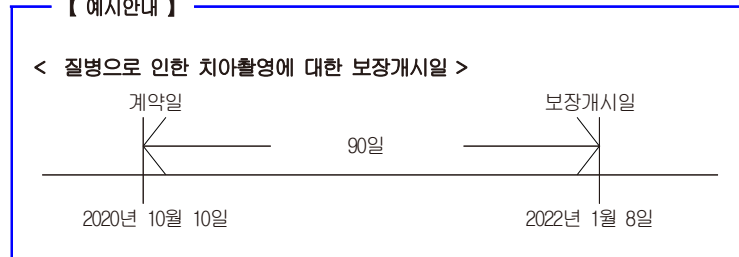 【 예시안내 】
< 질병으로 인한 치아촬영에 대한 보장개시일 >
계약일 보장개시일
90일
2020년 10월 10일 2022년 1월 8일